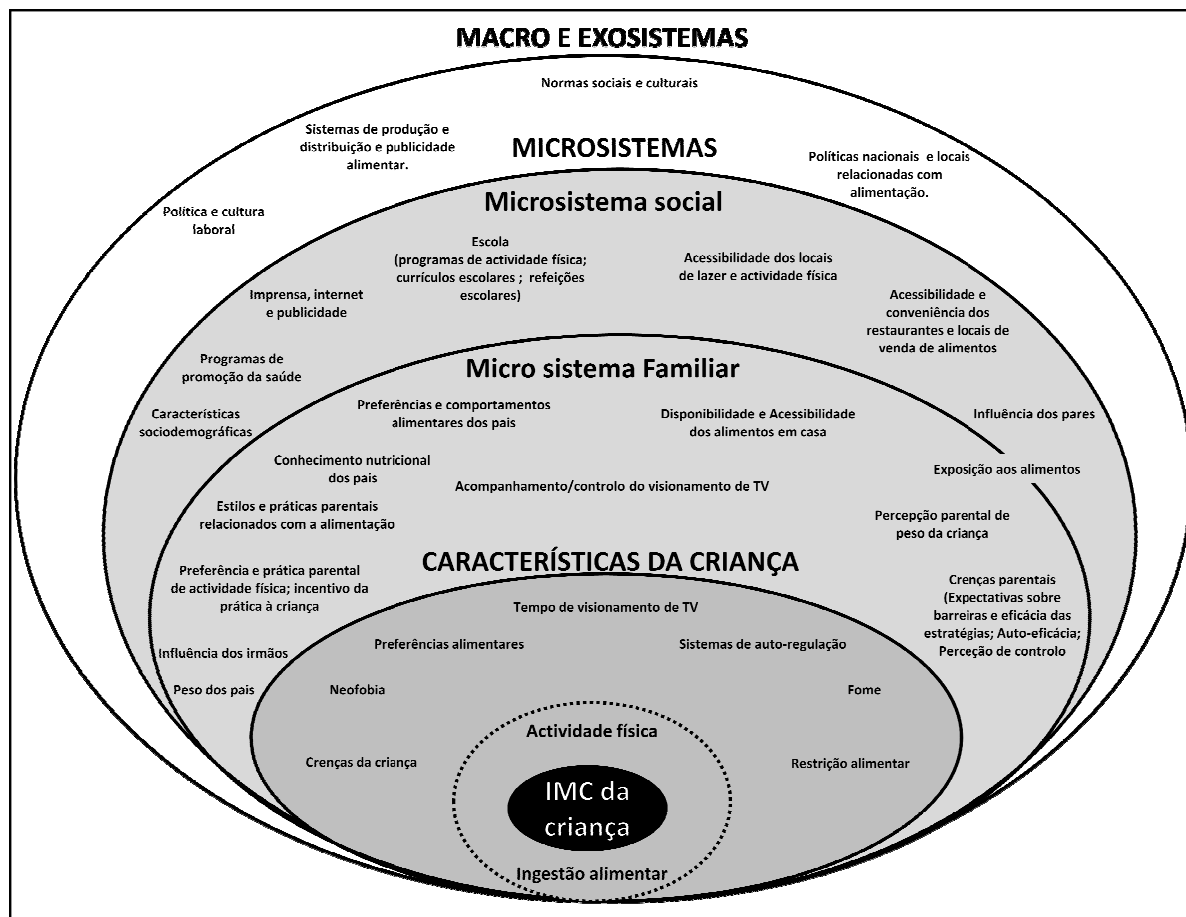 MACRO E EXOSISTEMAS
Normas sociais e culturais
Sistemas de produção e
distribuição e publicidade
alimentar.
MICROSISTEMAS
Políticas nacionais e locais
relacionadas com
alimentação.
Política e cultura
laboral
Microsistema social
Escola
(programas de actividade física;
currículos escolares ; refeições
escolares)
Acessibilidade dos locais
de lazer e actividade física
Imprensa, internet
e publicidade
Acessibilidade e
conveniência dos
restaurantes e locais de
venda de alimentos
Programas de
promoção da saúde
Características
sociodemográficas
Influência dos pares
Micro sistema Familiar
Preferências e comportamentos
alimentares dos pais
Disponibilidade e Acessibilidade
dos alimentos em casa
Conhecimento nutricional
dos pais
Exposição aos alimentos
Acompanhamento/controlo do visionamento de TV
Estilos e práticas parentais
relacionados com a alimentação
Percepção parental de
peso da criança
Preferência e prática parental
de actividade física; incentivo da
prática à criança
Crenças parentais
(Expectativas sobre
barreiras e eficácia das
estratégias; Auto-eficácia;
Perceção de controlo
Influência dos irmãos
Peso dos pais
CARACTERÍSTICAS DA CRIANÇA
Tempo de visionamento de TV
Preferências alimentares
Sistemas de auto-regulação
Neofobia
Fome
Crenças da criança
Restrição alimentar
Actividade física
IMC da
criança
Ingestão alimentar